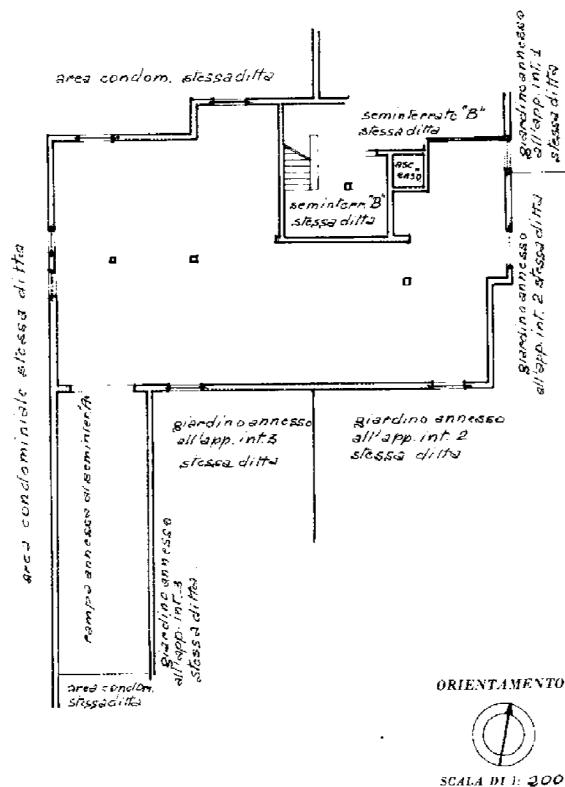 area condom. stessa ditta
giardino annesso
all'app. int. 1
stessa ditta
seminterrato "B"
stessa ditta
asc
enso
seminterr. "B"
stessa ditta
giardino annesso
all'app. int. 2 stessa ditta
area condominiale stessa ditta
giardino annesso
all'app. int. 3
stessa ditta
giardino annesso
all'app. int. 2
stessa ditta
rampa annessa al seminter. "A"
giardino annesso
all'app. int. 3
stessa ditta
area condom.
stessa ditta
ORIENTAMENTO
SCALA DI 1: 200